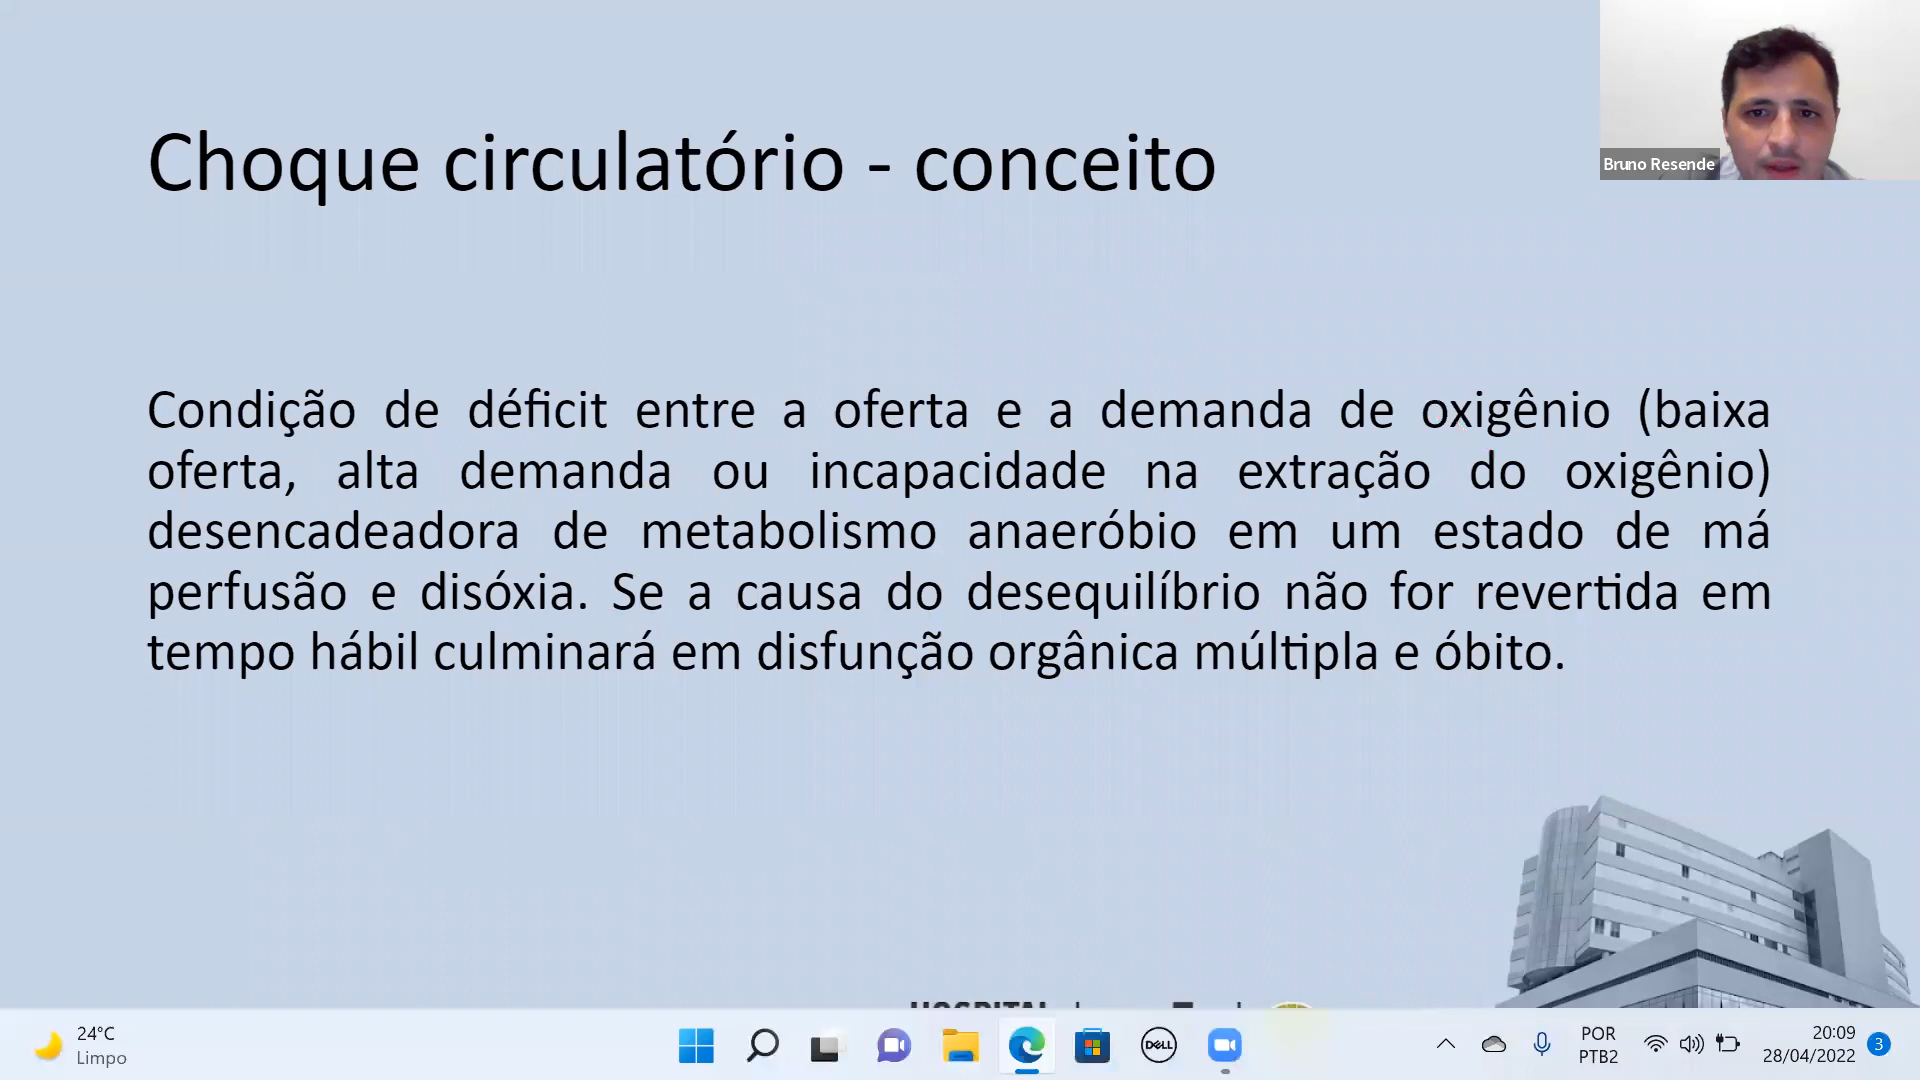 Choque circulatório - conceito
Bruno Resende
Condição de déficit entre a oferta e a demanda de oxigênio (baixa
oferta, alta demanda ou incapacidade na extração do oxigênio)
desencadeadora de metabolismo anaeróbio em um estado de má
perfusão e disóxia. Se a causa do desequilíbrio não for revertida em
tempo hábil culminará em disfunção orgânica múltipla e óbito.
HOSPITAL
24°C
Limpo
DELL
POR
PTB2
20:09
28/04/2022
3